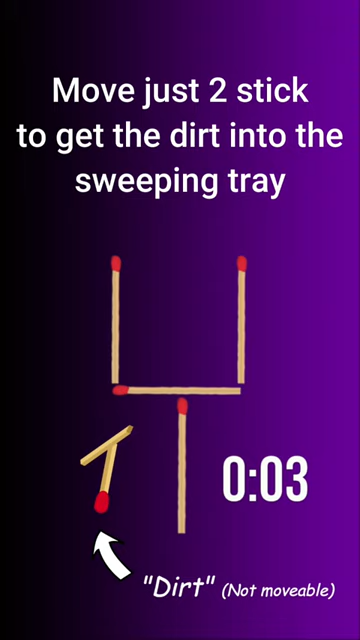 Move just 2 stick
to get the dirt into the
sweeping tray
0:03
"Dirt" (Not moveable)